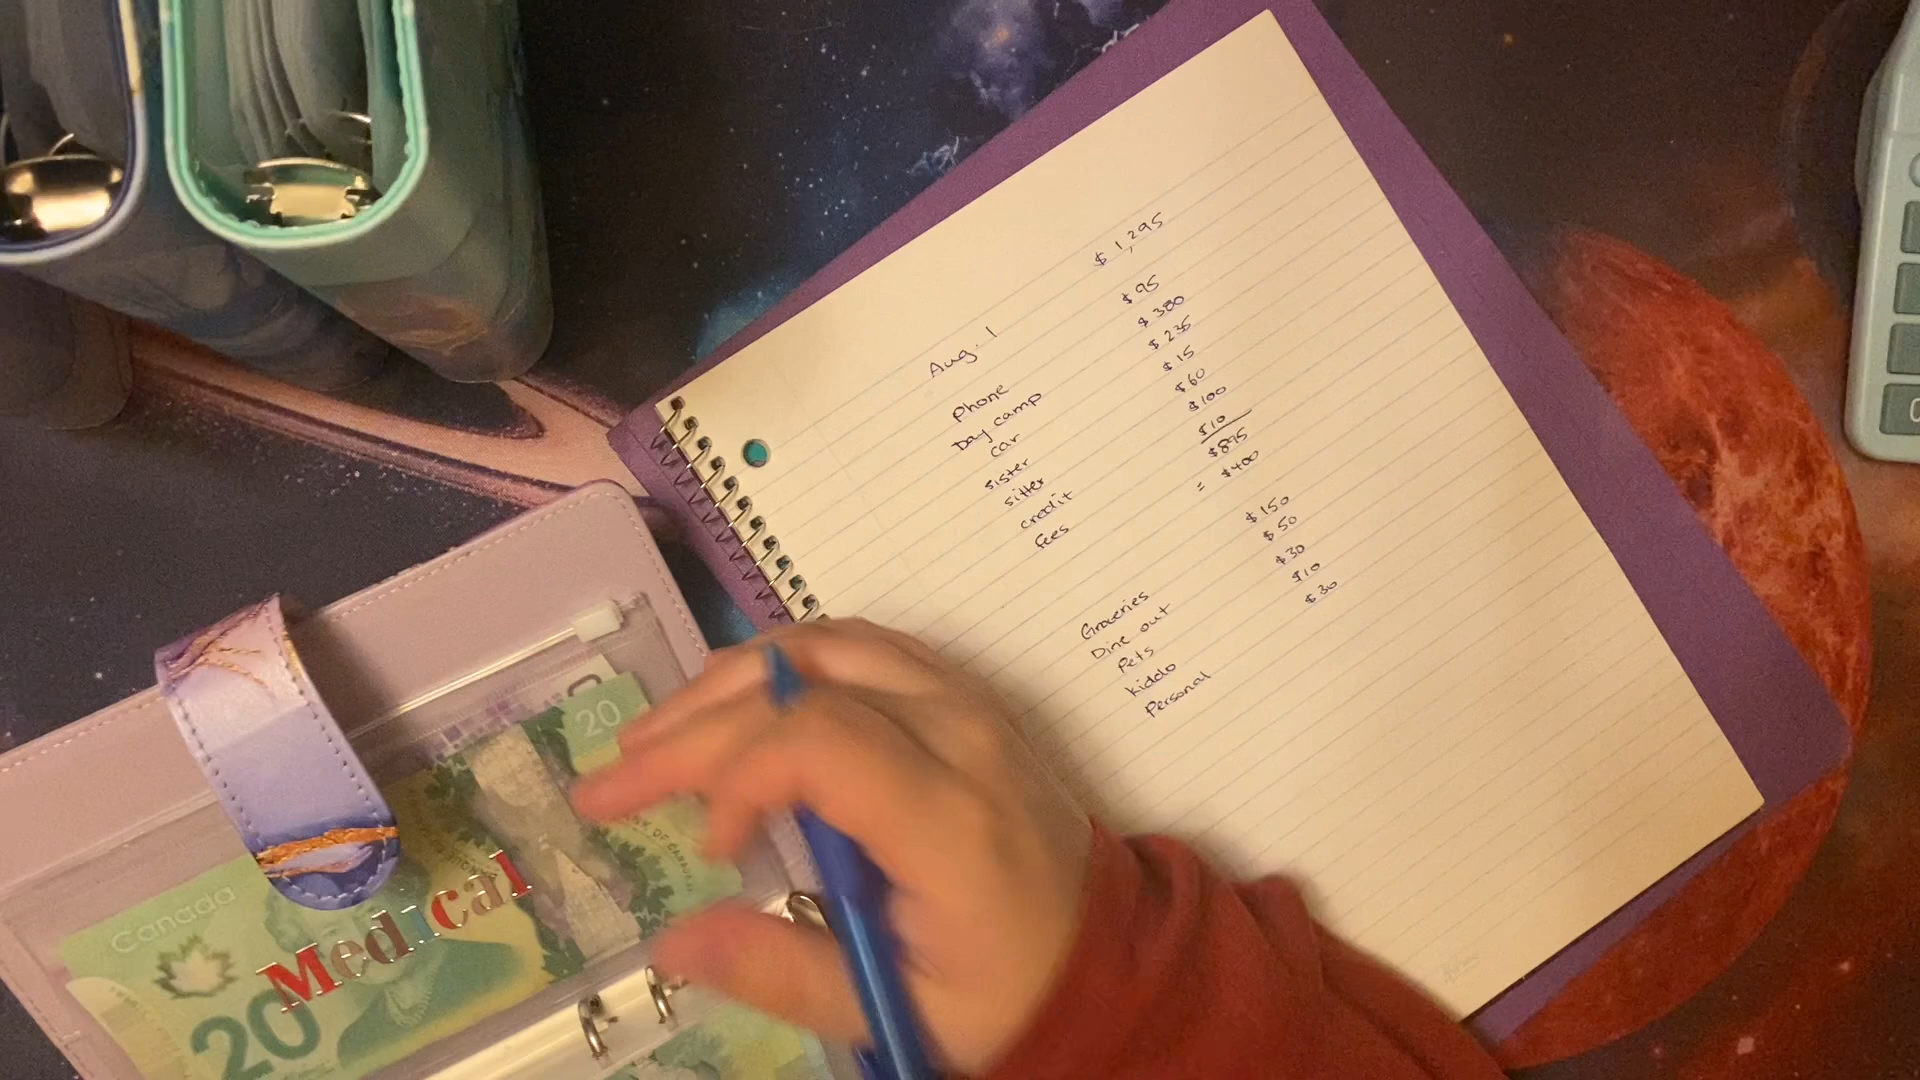 Aug. 1 $1,295
Phone $95
Day camp $380
car $235
sister $15
sitter $60
credit $100
fees $10
$895
= $400
Groceries $150
Dine out $50
Pets $30
kiddo $10
Personal $30
20
Canada
Medical
20